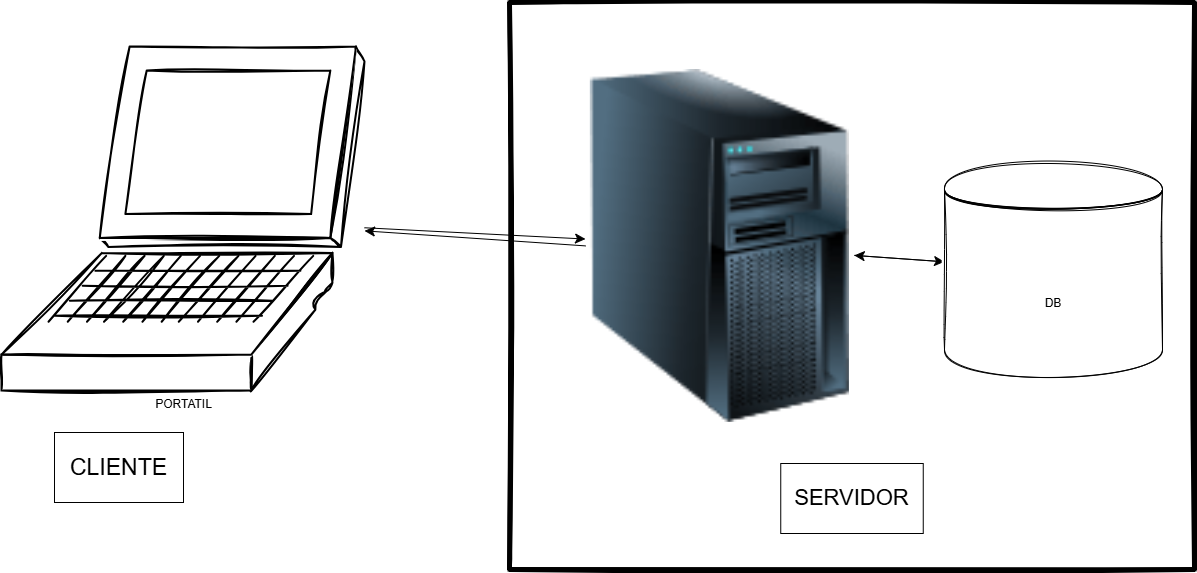 PORTATIL
CLIENTE
DB
SERVIDOR